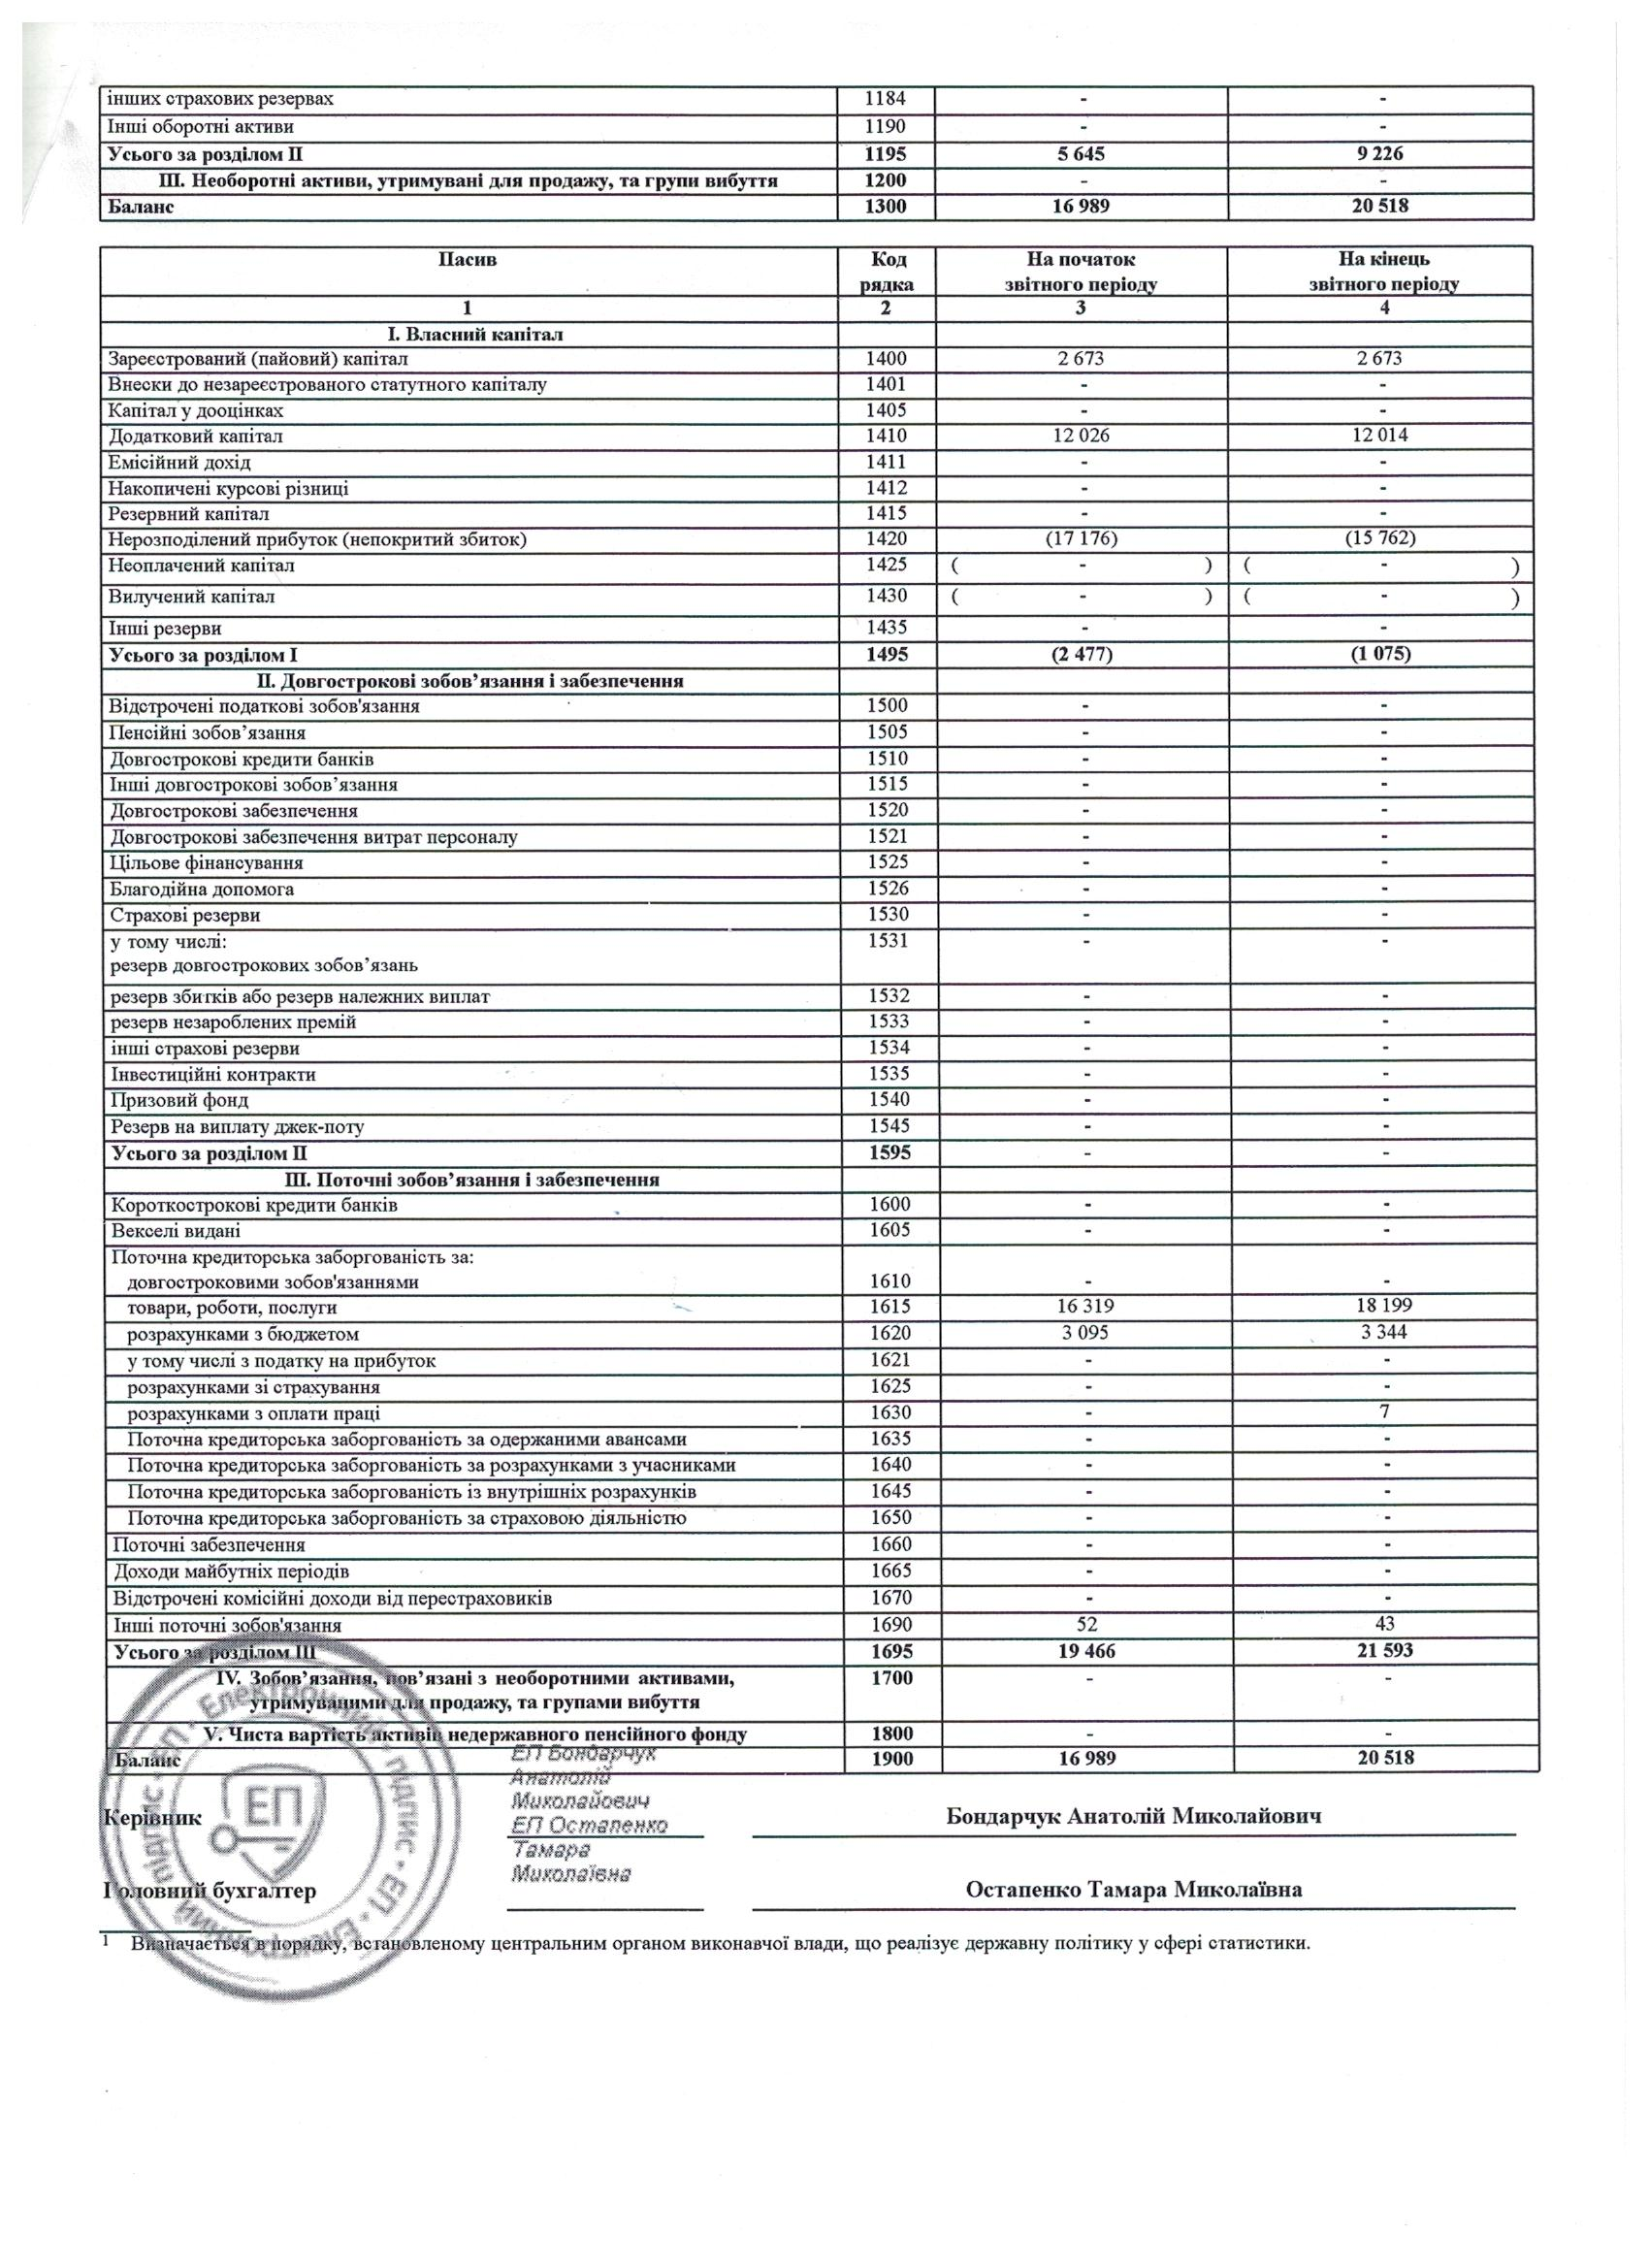 інших страхових резервах 1184 - -
Інші оборотні активи 1190 - -
Усього за розділом II 1195 5 645 9 226
III. Необоротні активи, утримувані для продажу, та групи вибуття 1200 - -
Баланс 1300 16 989 20 518
Пасив Код рядка На початок звітного періоду На кінець звітного періоду
1 2 3 4
I. Власний капітал
Зареєстрований (пайовий) капітал 1400 2 673 2 673
Внески до незареєстрованого статутного капіталу 1401 - -
Капітал у дооцінках 1405 - -
Додатковий капітал 1410 12 026 12 014
Емісійний дохід 1411 - -
Накопичені курсові різниці 1412 - -
Резервний капітал 1415 - -
Нерозподілений прибуток (непокритий збиток) 1420 (17 176) (15 762)
Неоплачений капітал 1425 ( - ) ( - )
Вилучений капітал 1430 ( - ) ( - )
Інші резерви 1435 - -
Усього за розділом I 1495 (2 477) (1 075)
II. Довгострокові зобов’язання і забезпечення
Відстрочені податкові зобов'язання 1500 - -
Пенсійні зобов’язання 1505 - -
Довгострокові кредити банків 1510 - -
Інші довгострокові зобов’язання 1515 - -
Довгострокові забезпечення 1520 - -
Довгострокові забезпечення витрат персоналу 1521 - -
Цільове фінансування 1525 - -
Благодійна допомога 1526 - -
Страхові резерви 1530 - -
у тому числі: 1531 - -
резерв довгострокових зобов’язань
резерв збитків або резерв належних виплат 1532 - -
резерв незароблених премій 1533 - -
інші страхові резерви 1534 - -
Інвестиційні контракти 1535 - -
Призовий фонд 1540 - -
Резерв на виплату джек-поту 1545 - -
Усього за розділом II 1595 - -
III. Поточні зобов’язання і забезпечення
Короткострокові кредити банків 1600 - -
Векселі видані 1605 - -
Поточна кредиторська заборгованість за:
довгостроковими зобов'язаннями 1610 - -
товари, роботи, послуги 1615 16 319 18 199
розрахунками з бюджетом 1620 3 095 3 344
у тому числі з податку на прибуток 1621 - -
розрахунками зі страхування 1625 - -
розрахунками з оплати праці 1630 - 7
Поточна кредиторська заборгованість за одержаними авансами 1635 - -
Поточна кредиторська заборгованість за розрахунками з учасниками 1640 - -
Поточна кредиторська заборгованість із внутрішніх розрахунків 1645 - -
Поточна кредиторська заборгованість за страховою діяльністю 1650 - -
Поточні забезпечення 1660 - -
Доходи майбутніх періодів 1665 - -
Відстрочені комісійні доходи від перестраховиків 1670 - -
Інші поточні зобов'язання 1690 52 43
Усього за розділом III 1695 19 466 21 593
IV. Зобов’язання, пов’язані з необоротними активами, 1700 - -
утримуваними для продажу, та групами вибуття
V. Чиста вартість активів недержавного пенсійного фонду 1800 - -
Баланс 1900 16 989 20 518
ЕП Бондарчук
Анатолій
Миколайович
Керівник Бондарчук Анатолій Миколайович
ЕП Остапенко
Тамара
Миколаївна
Головний бухгалтер Остапенко Тамара Миколаївна
ЕП
Електронний підпис • ЕП • Електронний підпис • ЕП •
1 Визначається в порядку, встановленому центральним органом виконавчої влади, що реалізує державну політику у сфері статистики.